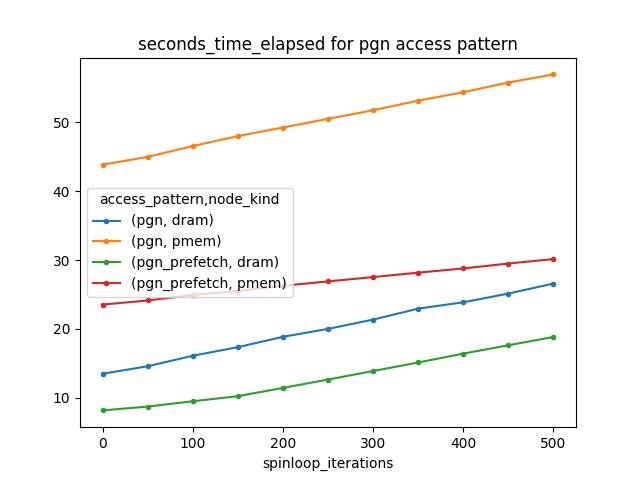 seconds_time_elapsed for pgn access pattern
50
40
30
20
10
access_pattern,node_kind
(pgn, dram)
(pgn, pmem)
(pgn_prefetch, dram)
(pgn_prefetch, pmem)
0 100 200 300 400 500
spinloop_iterations